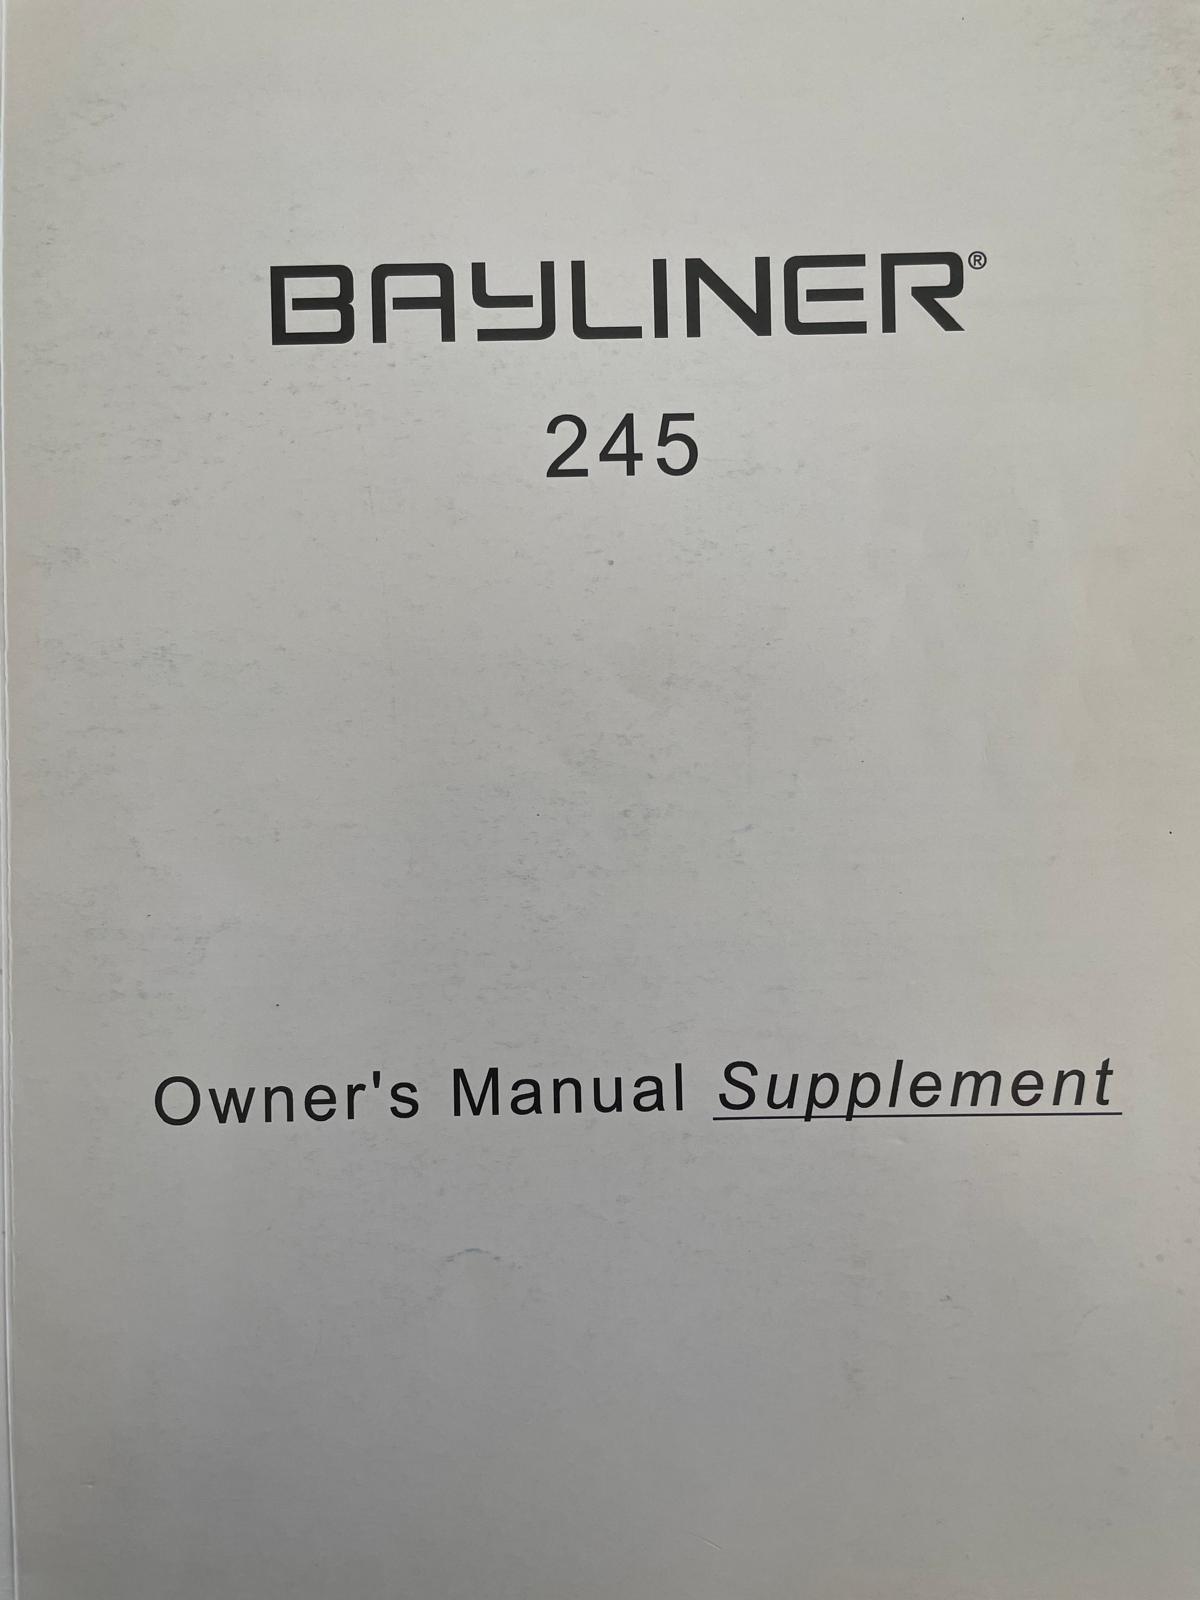 BAYLINER®
245
Owner's Manual Supplement